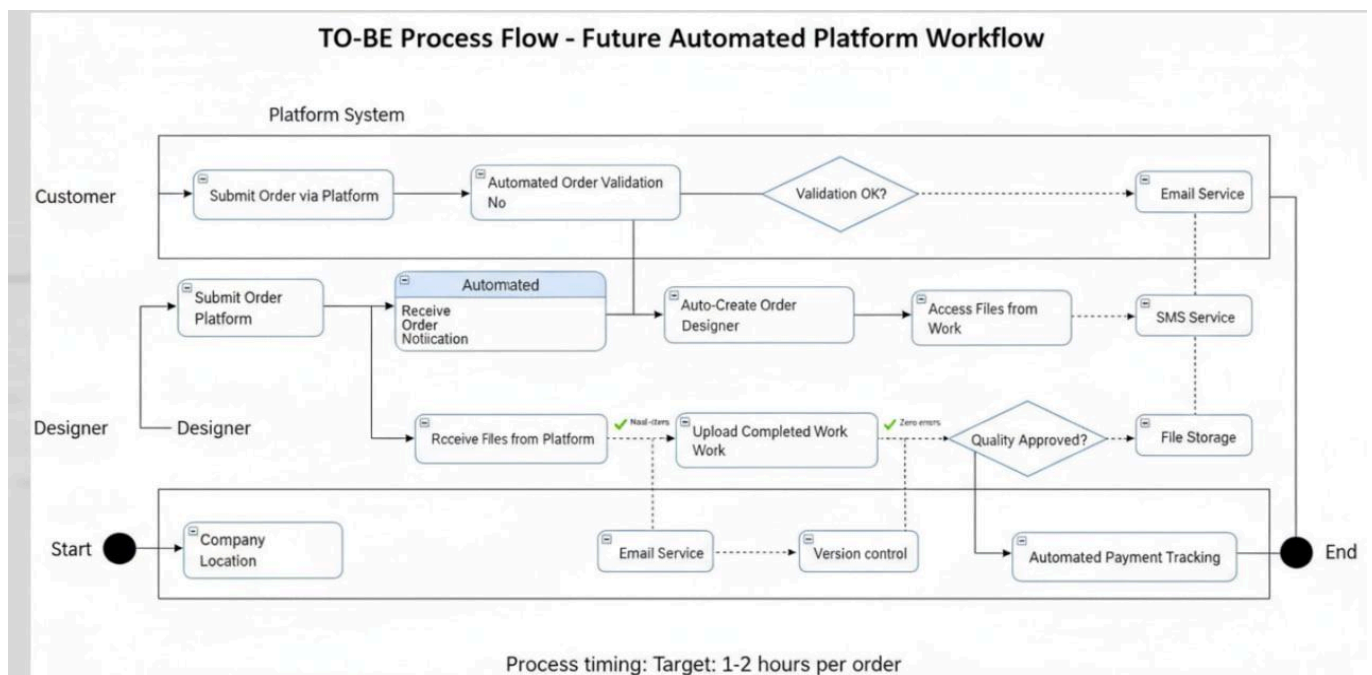 TO-BE Process Flow - Future Automated Platform Workflow
Platform System
Customer
Submit Order via Platform
Automated Order Validation
No
Validation OK?
Email Service
Submit Order
Platform
Automated
Receive
Order
Notiication
Auto-Create Order
Designer
Access Files from
Work
SMS Service
Designer
Designer
Rcceive Files from Platform
Upload Completed Work
Work
Zero errors
Quality Approved?
File Storage
Start
Company
Location
Email Service
Version control
Automated Payment Tracking
End
Process timing: Target: 1-2 hours per order